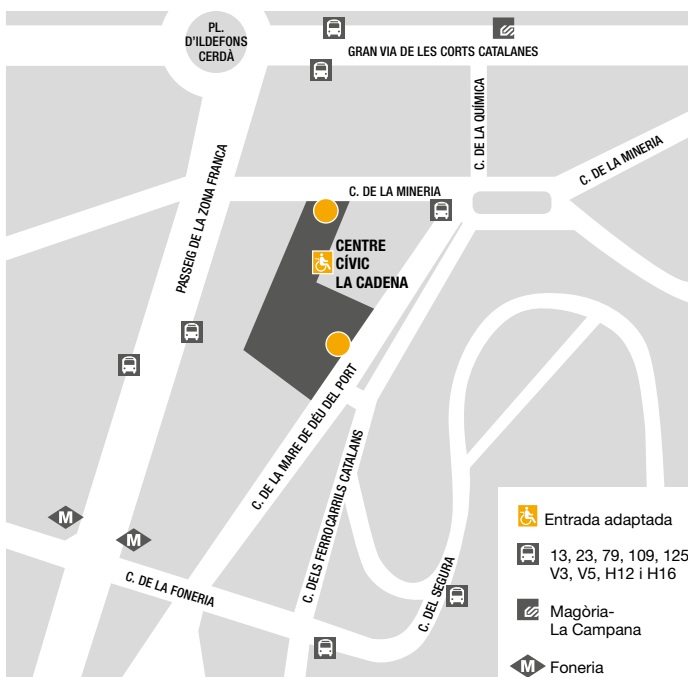 PL.
D'ILDEFONS
CERDÀ
GRAN VIA DE LES CORTS CATALANES
C. DE LA QUÍMICA
C. DE LA MINERIA
PASSEIG DE LA ZONA FRANCA
C. DE LA MINERIA
CENTRE
CÍVIC
LA CADENA
C. DE LA MARE DE DÉU DEL PORT
C. DELS FERROCARRILS CATALANS
M
M
C. DE LA FONERIA
C. DEL SEGURA
Entrada adaptada
13, 23, 79, 109, 125
V3, V5, H12 i H16
Magòria-
La Campana
M Foneria